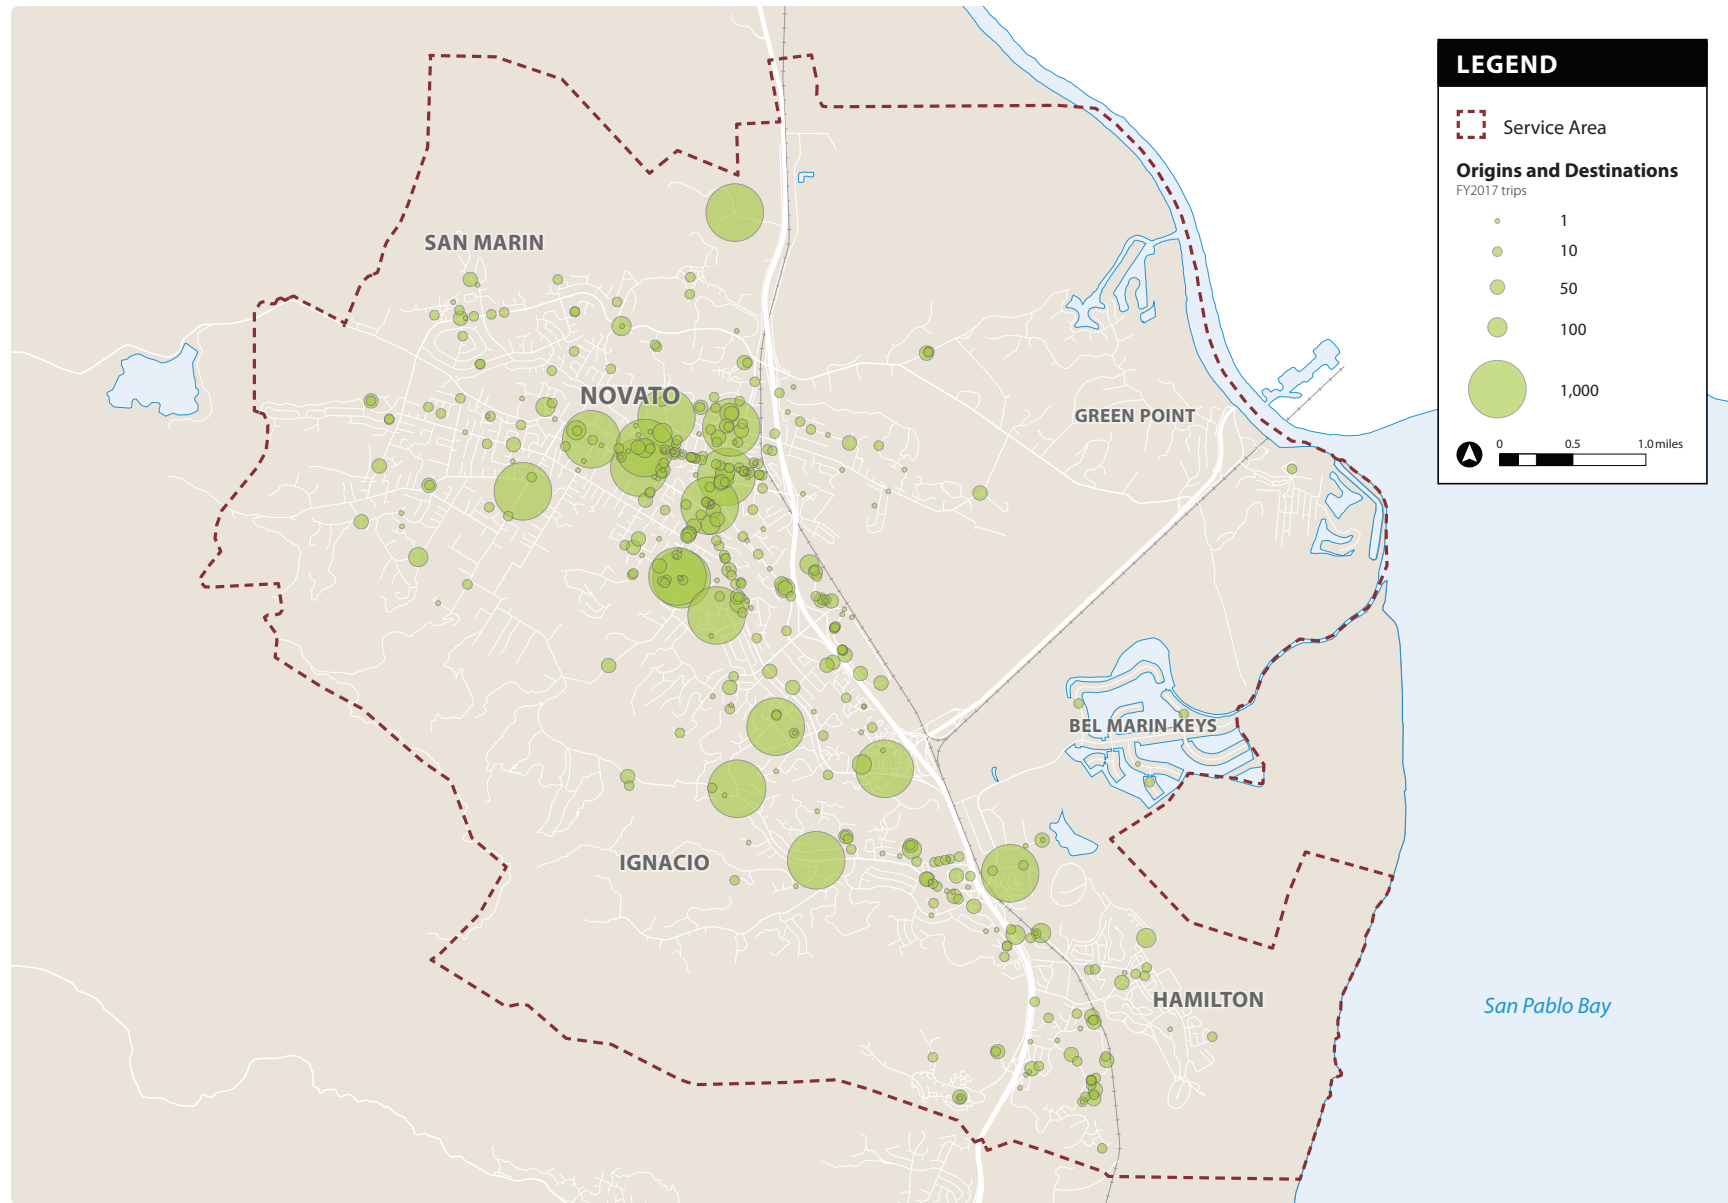 LEGEND
Service Area
Origins and Destinations
FY2017 trips
1
10
50
100
1,000
0 0.5 1.0 miles
SAN MARIN
NOVATO
GREEN POINT
BEL MARIN KEYS
IGNACIO
HAMILTON
San Pablo Bay